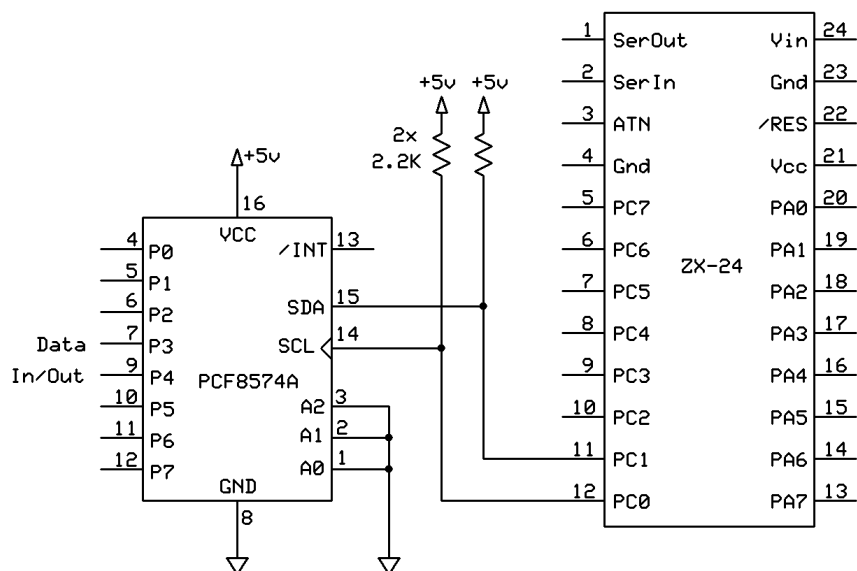 1 SerOut Vin 24
2 SerIn Gnd 23
3 ATN /RES 22
4 Gnd Vcc 21
5 PC7 PA0 20
6 PC6 PA1 19
7 PC5 PA2 18
8 PC4 PA3 17
9 PC3 PA4 16
10 PC2 PA5 15
11 PC1 PA6 14
12 PC0 PA7 13
ZX-24
+5v +5v
2x
2.2K
+5v
16
VCC
4 P0 /INT 13
5 P1
6 P2 SDA 15
Data 7 P3 SCL 14
In/Out 9 P4
PCF8574A
10 P5 A2 3
11 P6 A1 2
12 P7 A0 1
GND
8